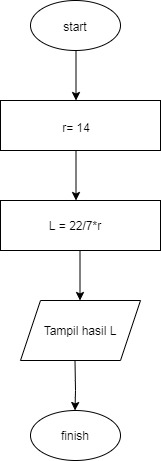 start
r= 14
L = 22/7*r
Tampil hasil L
finish